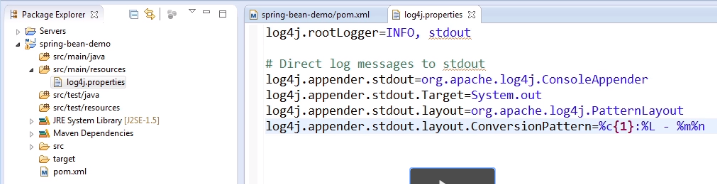 Package Explorer
Servers
spring-bean-demo
src/main/java
src/main/resources
log4j.properties
src/test/java
src/test/resources
JRE System Library [J2SE-1.5]
Maven Dependencies
src
target
pom.xml
spring-bean-demo/pom.xml
log4j.properties
log4j.rootLogger=INFO, stdout
# Direct log messages to stdout
log4j.appender.stdout=org.apache.log4j.ConsoleAppender
log4j.appender.stdout.Target=System.out
log4j.appender.stdout.layout=org.apache.log4j.PatternLayout
log4j.appender.stdout.layout.ConversionPattern=%c{1}:%L - %m%n